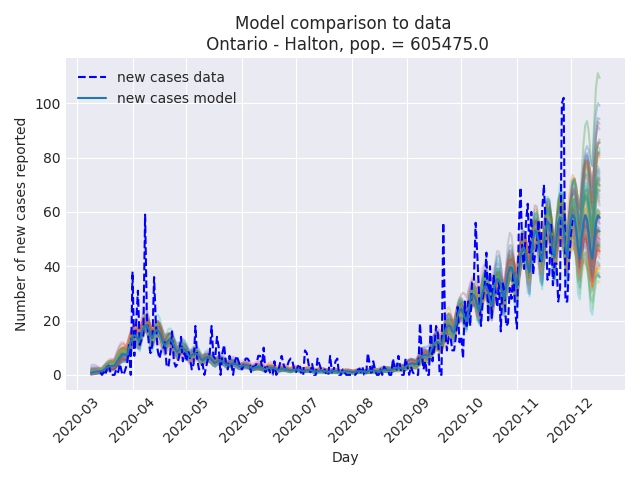 Model comparison to data
Ontario - Halton, pop. = 605475.0
new cases data
new cases model
Number of new cases reported
100
80
60
40
20
0
2020-03
2020-04
2020-05
2020-06
2020-07
2020-08
2020-09
2020-10
2020-11
2020-12
Day